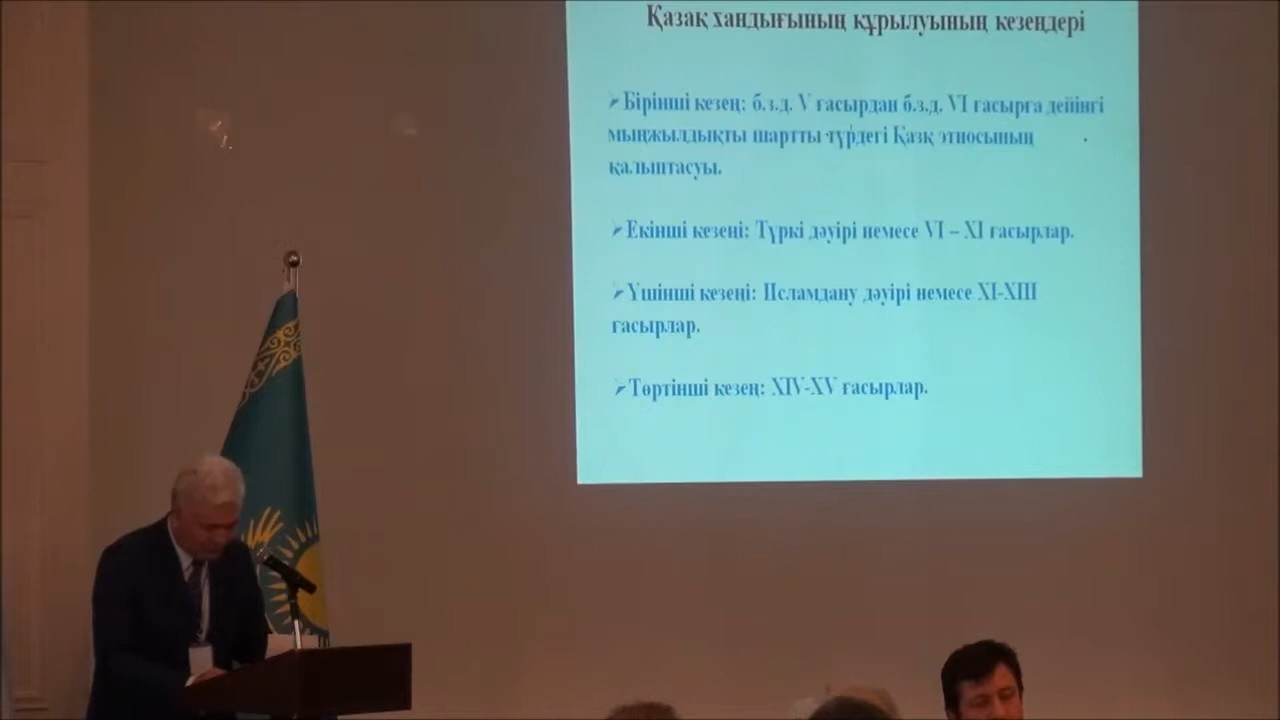 Қазақ хандығының құрылуының кезеңдері
➢Бірінші кезең: б.з.д. V ғасырдан б.з.д. VI ғасырға дейінгі
мыңжылдықты шартты түрдегі Қазқ этносының
қалыптасуы.
➢Екінші кезеңі: Түркі дәуірі немесе VI – XI ғасырлар.
➢Үшінші кезеңі: Исламдану дәуірі немесе XI-XIII
ғасырлар.
➢Төртінші кезең: XIV-XV ғасырлар.